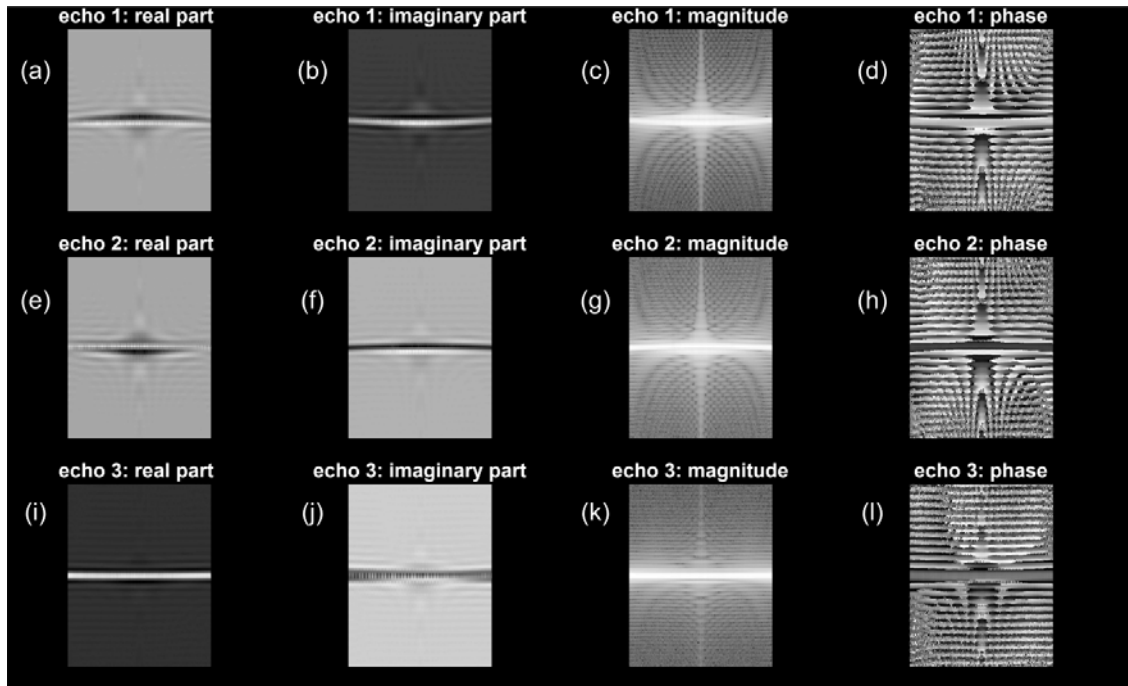 echo 1: real part echo 1: imaginary part echo 1: magnitude echo 1: phase
(a) (b) (c) (d)
echo 2: real part echo 2: imaginary part echo 2: magnitude echo 2: phase
(e) (f) (g) (h)
echo 3: real part echo 3: imaginary part echo 3: magnitude echo 3: phase
(i) (j) (k) (l)